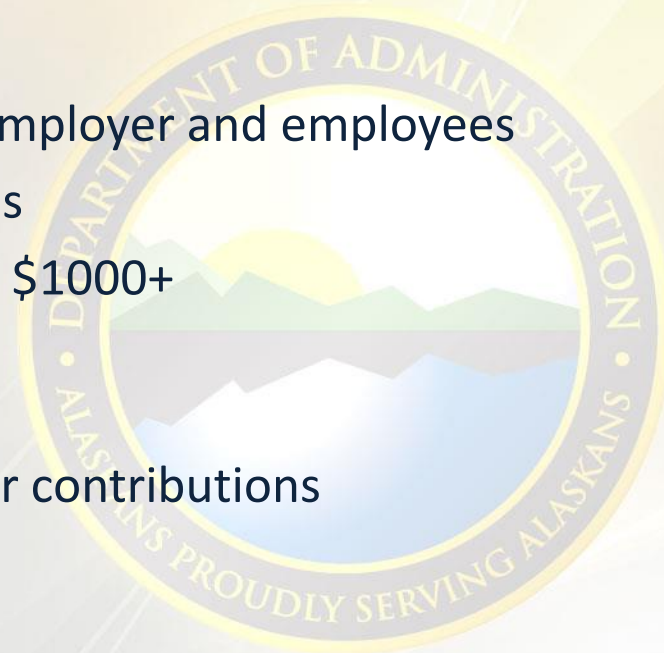 mployer and employees
s
$1000+
r contributions
DEPARTMENT OF ADMINISTRATION
• ALASKANS PROUDLY SERVING ALASKANS •